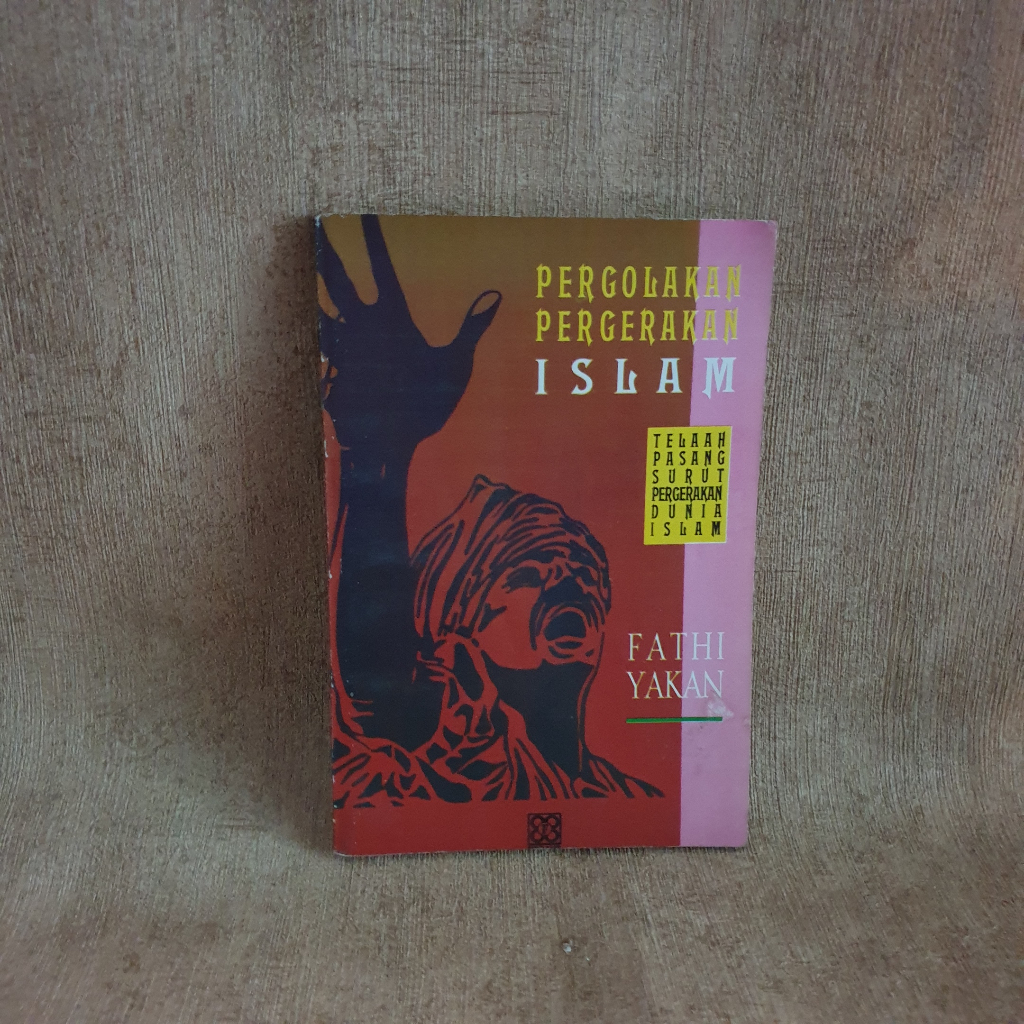 PERGOLAKAN
PERGERAKAN
ISLAM
TELAAH
PASANG
SURUT
PERGERAKAN
DUNIA
ISLAM
FATHI
YAKAN